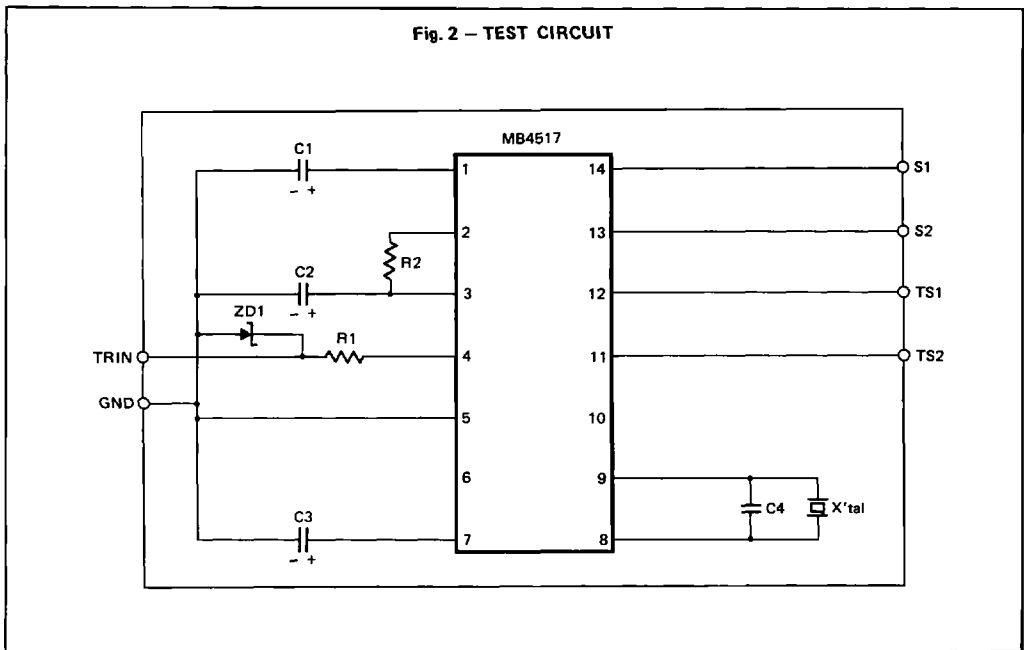 Fig. 2 – TEST CIRCUIT
MB4517
C1
– +
1
14
S1
2
13
S2
R2
C2
– +
3
12
TS1
ZD1
R1
TRIN
4
11
TS2
GND
5
10
6
9
C4
X'tal
C3
– +
7
8